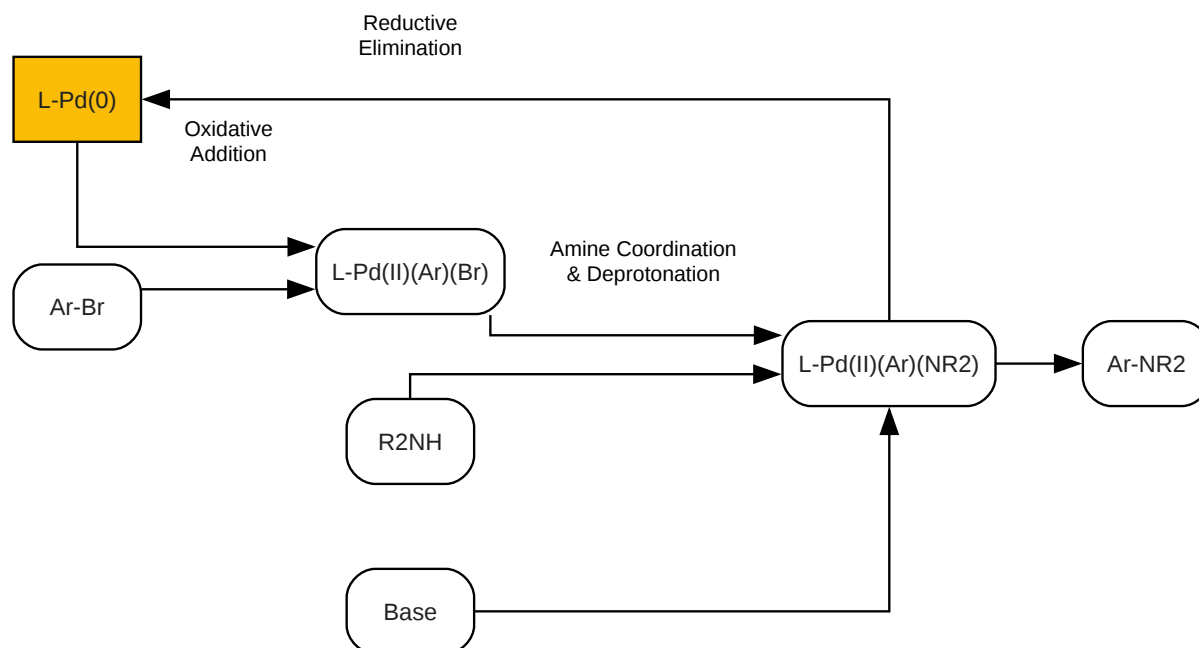 Reductive
Elimination
L-Pd(0)
Oxidative
Addition
L-Pd(II)(Ar)(Br)
Amine Coordination
& Deprotonation
Ar-Br
L-Pd(II)(Ar)(NR2)
Ar-NR2
R2NH
Base